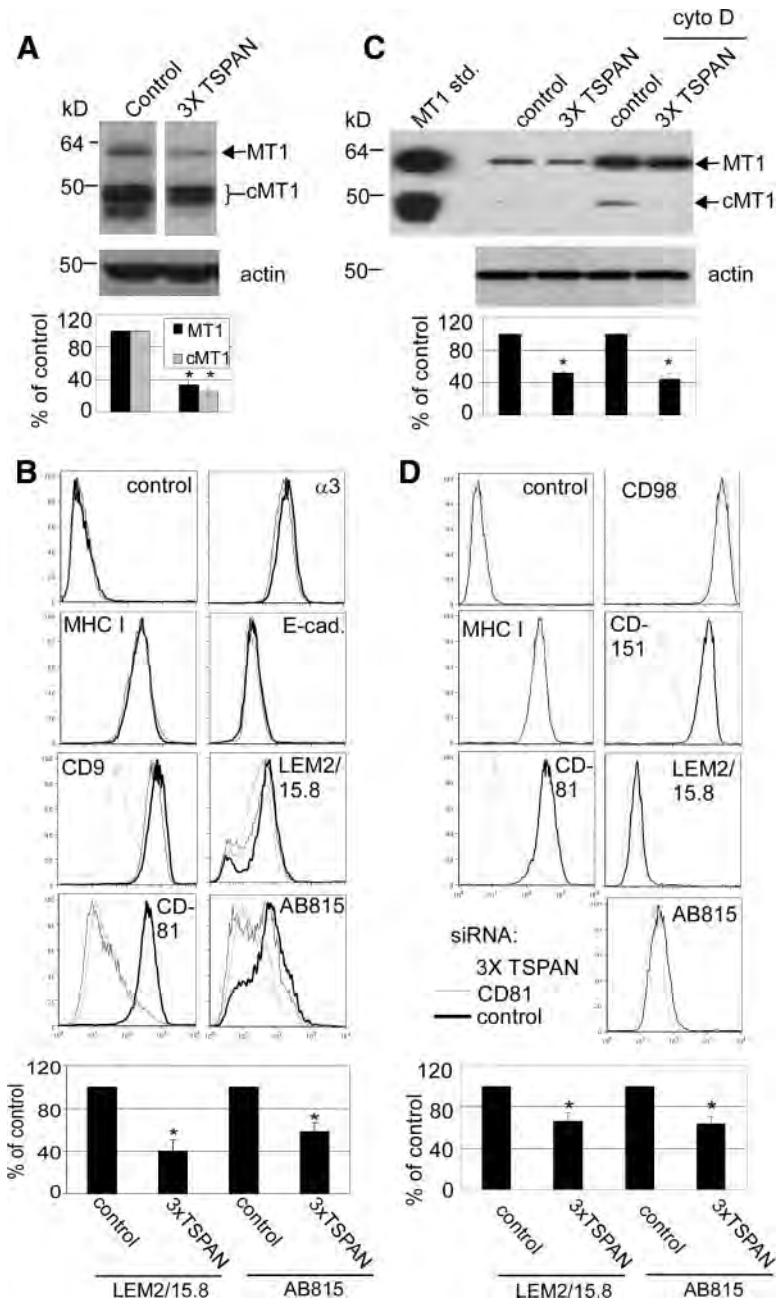 A
Control
3X TSPAN
kD
64
MT1
50
cMT1
50
actin
% of control
120
80
40
0
MT1
cMT1
* *
C
cyto D
MT1 std.
control
3X TSPAN
control
3X TSPAN
kD
64
MT1
50
cMT1
50
actin
% of control
120
80
40
0
*
*
B
control
α3
MHC I
E-cad.
CD9
LEM2/
15.8
CD-
81
AB815
% of control
120
80
40
0
*
*
control
3xTSPAN
control
3xTSPAN
LEM2/15.8
AB815
D
control
CD98
MHC I
CD-
151
CD-
81
LEM2/
15.8
AB815
siRNA:
3X TSPAN
CD81
control
% of control
120
80
40
0
*
*
control
3xTSPAN
control
3xTSPAN
LEM2/15.8
AB815